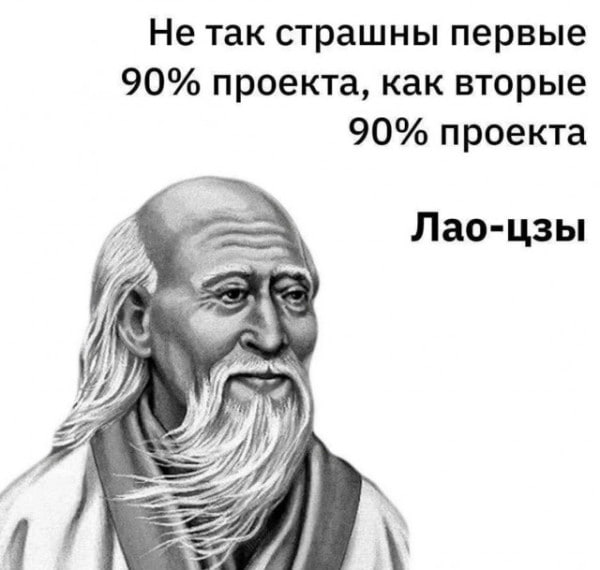 Не так страшны первые
90% проекта, как вторые
90% проекта
Лао-цзы